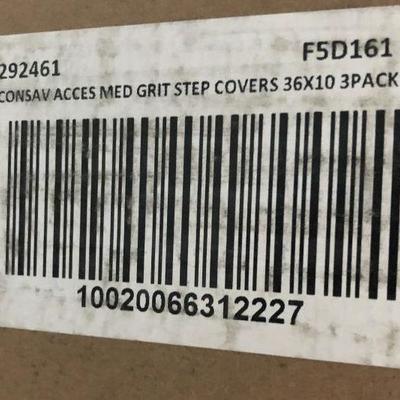 292461 F5D161
CONSAV ACCES MED GRIT STEP COVERS 36X10 3PACK
10020066312227